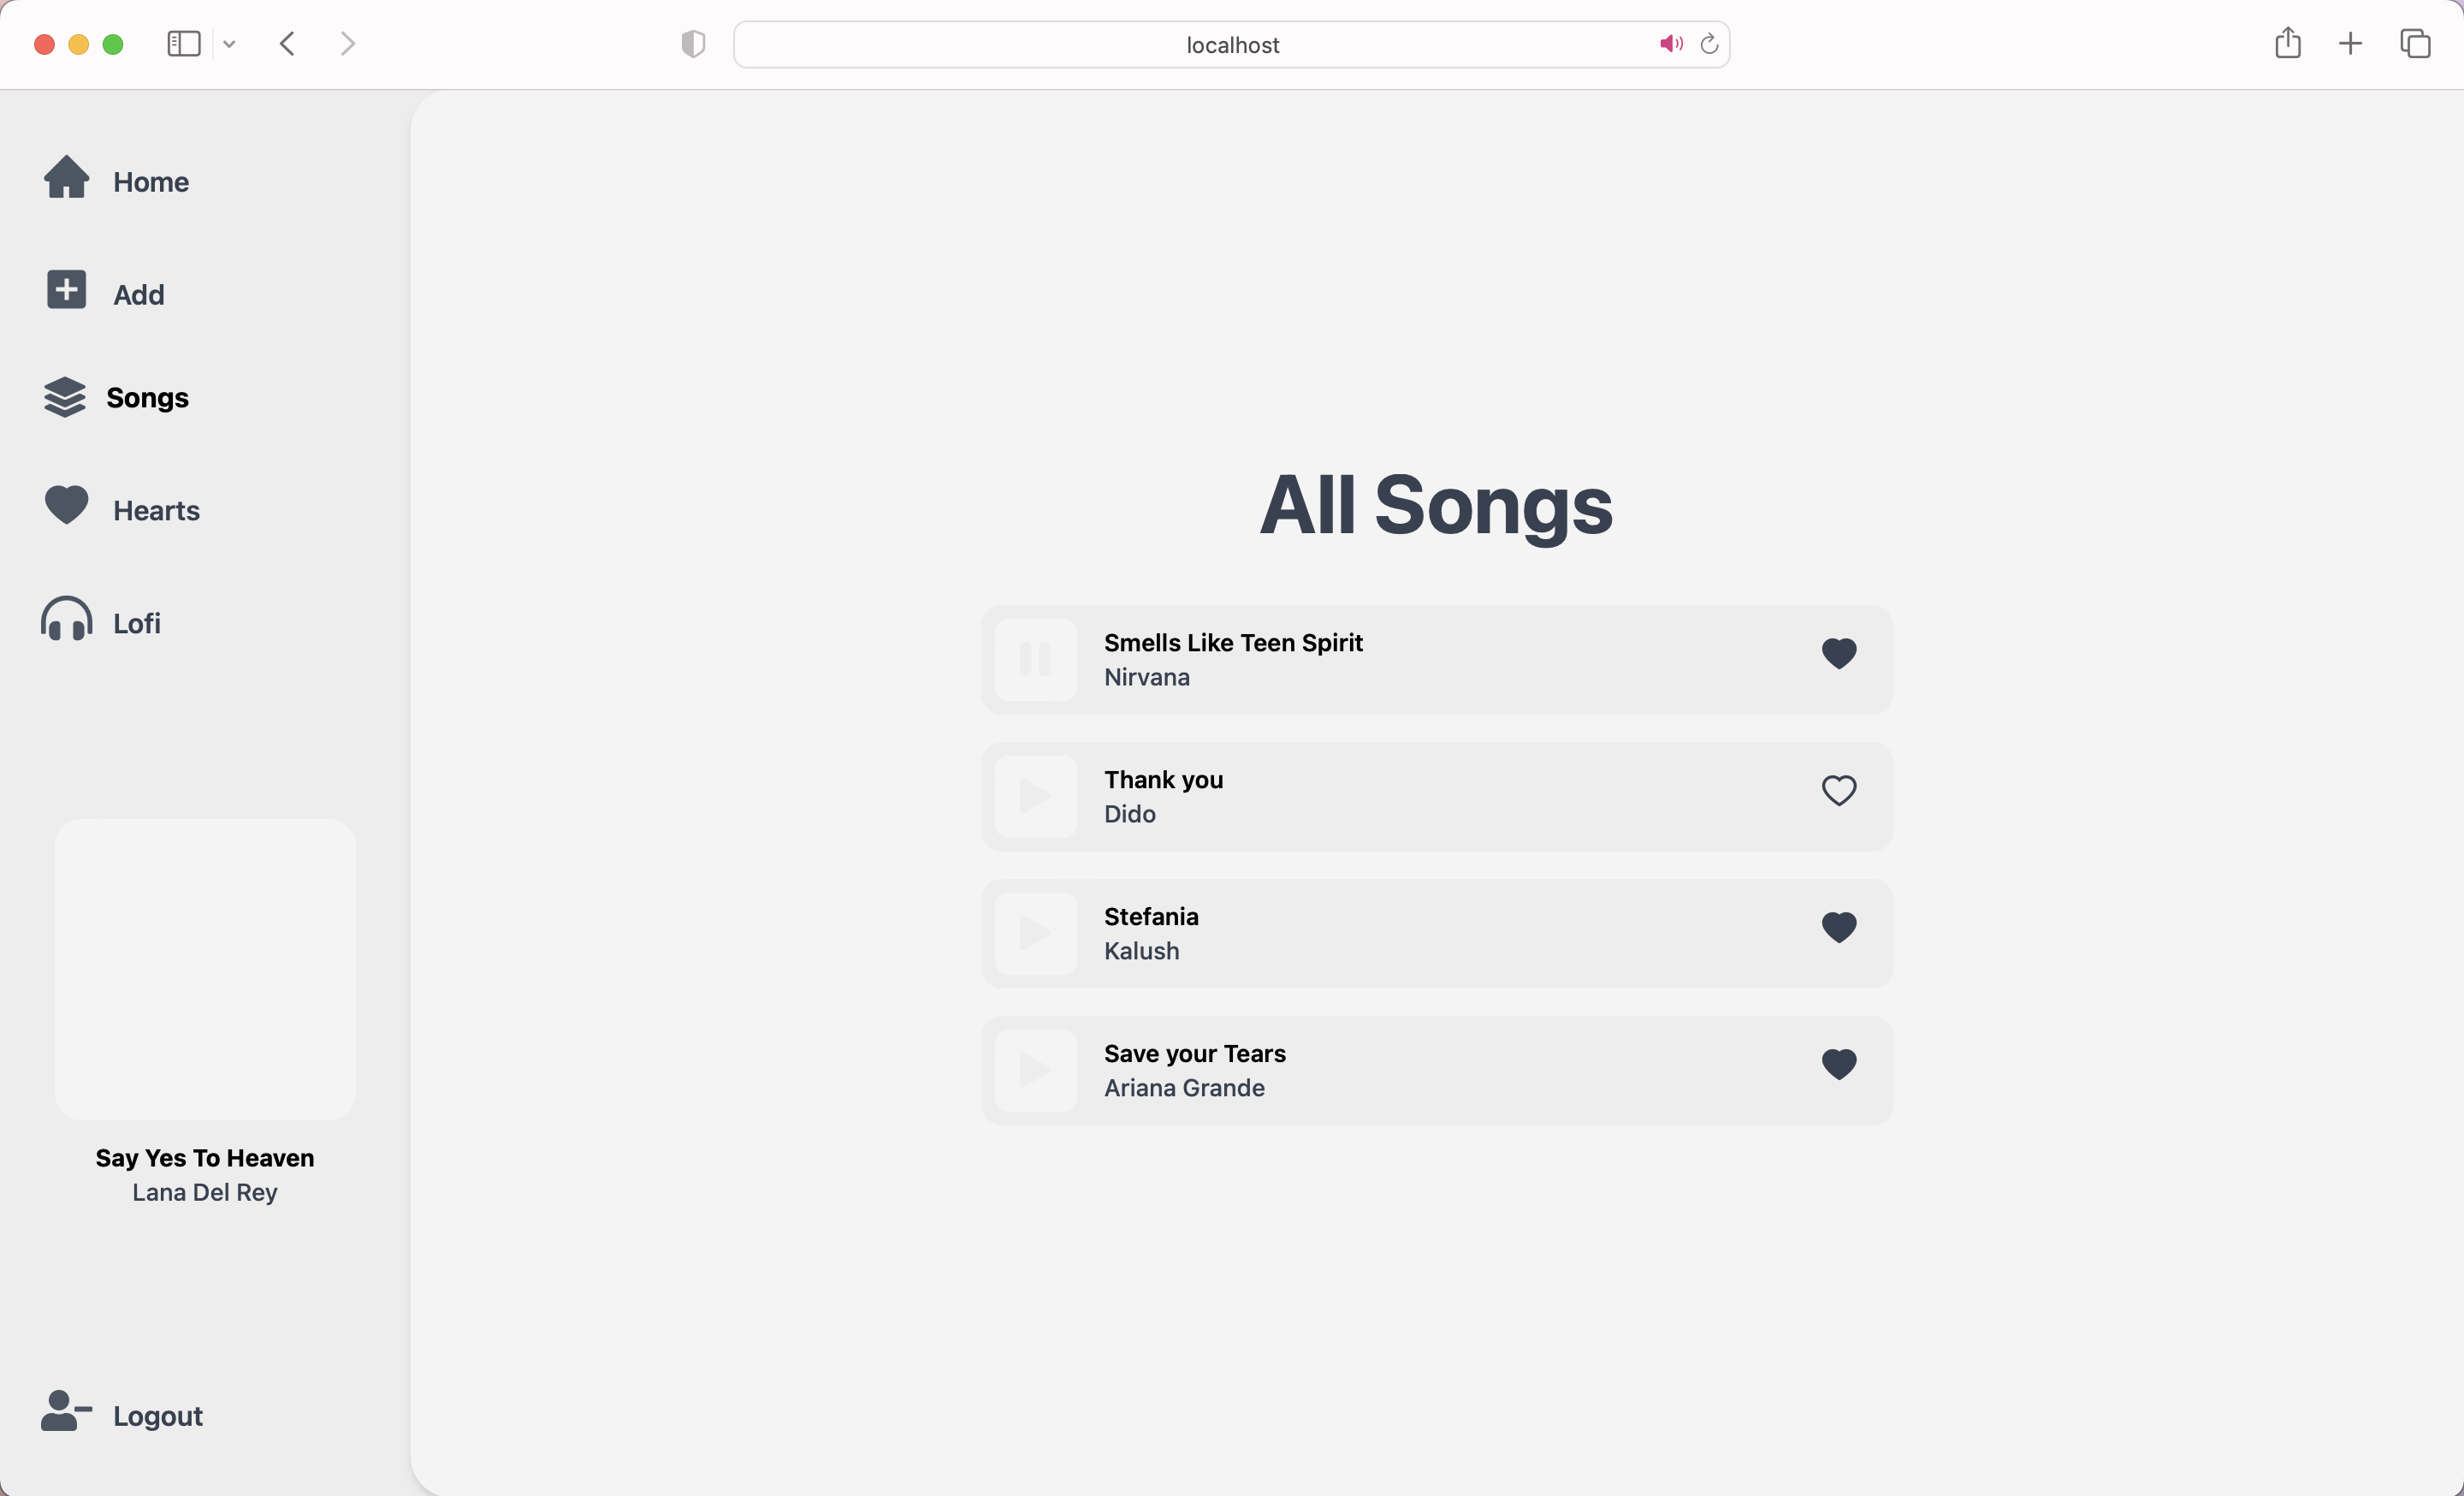 localhost
Home
Add
Songs
Hearts
Lofi
Say Yes To Heaven
Lana Del Rey
Logout
All Songs
Smells Like Teen Spirit
Nirvana
Thank you
Dido
Stefania
Kalush
Save your Tears
Ariana Grande